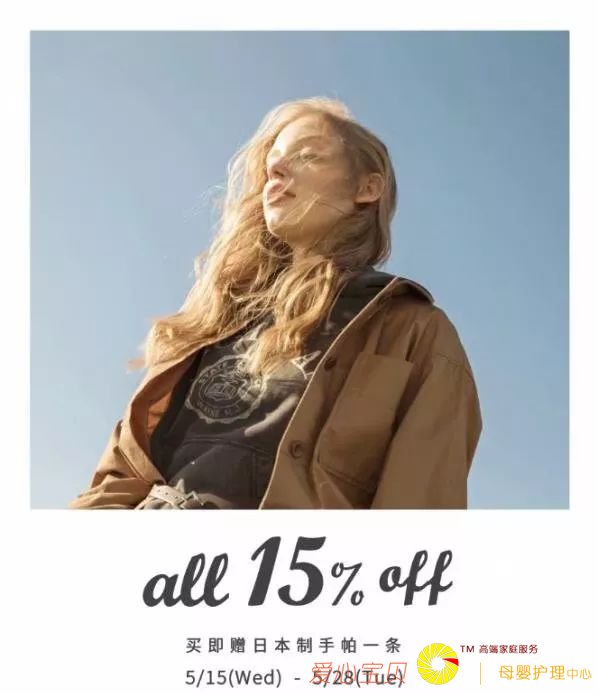 all 15% off
买即赠日本制手帕一条
5/15(Wed) - 5/28(Tue)
爱心宝贝
TM 高端家庭服务
母婴护理中心